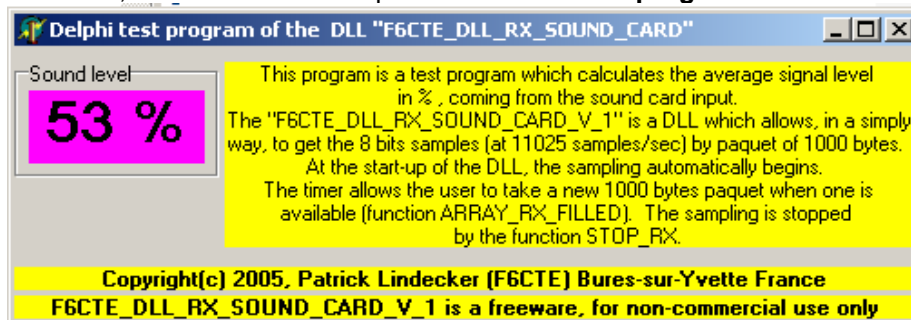 Delphi test program of the DLL "F6CTE_DLL_RX_SOUND_CARD"
Sound level
53 %
This program is a test program which calculates the average signal level
in % , coming from the sound card input.
The "F6CTE_DLL_RX_SOUND_CARD_V_1" is a DLL which allows, in a simply
way, to get the 8 bits samples (at 11025 samples/sec) by paquet of 1000 bytes.
At the start-up of the DLL, the sampling automatically begins.
The timer allows the user to take a new 1000 bytes paquet when one is
available (function ARRAY_RX_FILLED). The sampling is stopped
by the function STOP_RX.
Copyright(c) 2005, Patrick Lindecker (F6CTE) Bures-sur-Yvette France
F6CTE_DLL_RX_SOUND_CARD_V_1 is a freeware, for non-commercial use only